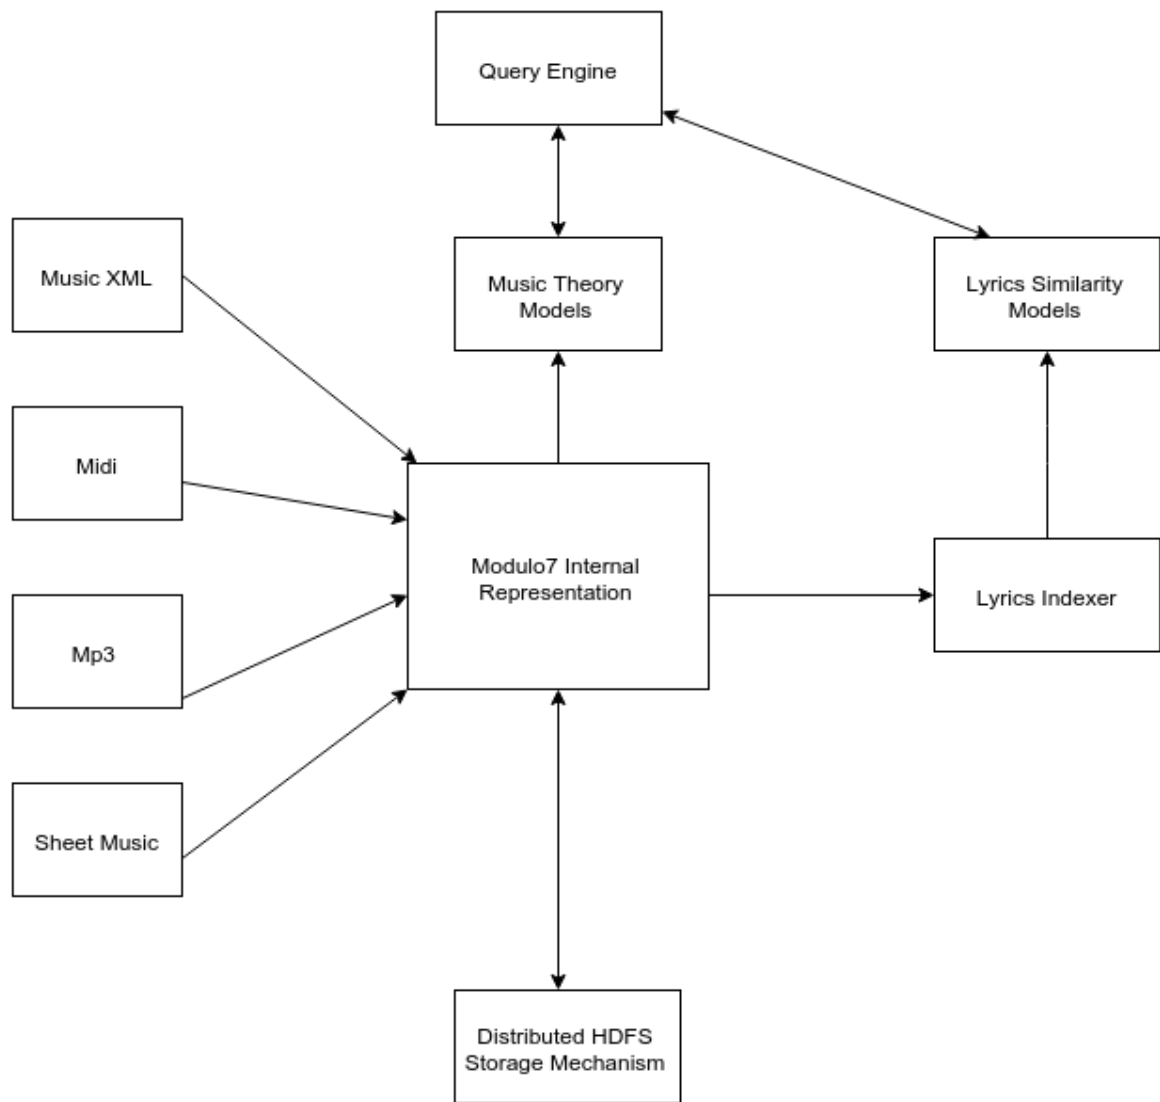 Query Engine
Music XML
Music Theory
Models
Lyrics Similarity
Models
Midi
Modulo7 Internal
Representation
Lyrics Indexer
Mp3
Sheet Music
Distributed HDFS
Storage Mechanism